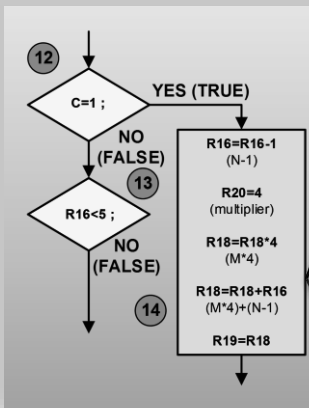 12
C=1 ;
YES (TRUE)
NO
(FALSE)
13
R16<5 ;
NO
(FALSE)
14
R16=R16-1
(N-1)
R20=4
(multiplier)
R18=R18*4
(M*4)
R18=R18+R16
(M*4)+(N-1)
R19=R18